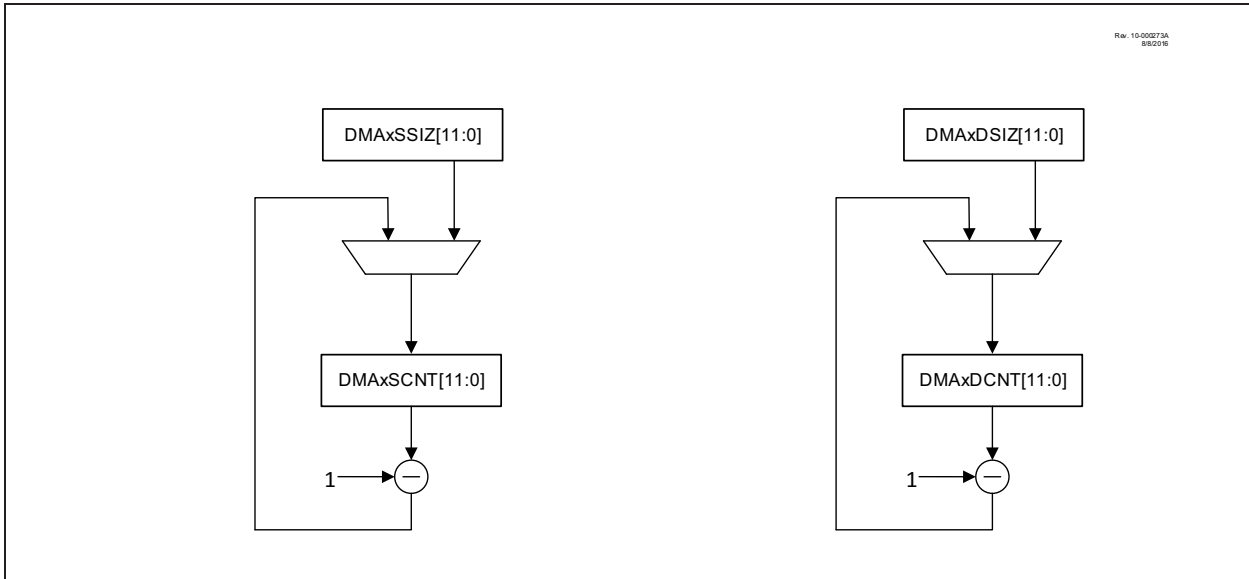 Rev. 10-000273A
8/8/2016
DMAxSSIZ[11:0]
DMAxDSIZ[11:0]
DMAxSCNT[11:0]
DMAxDCNT[11:0]
1
1